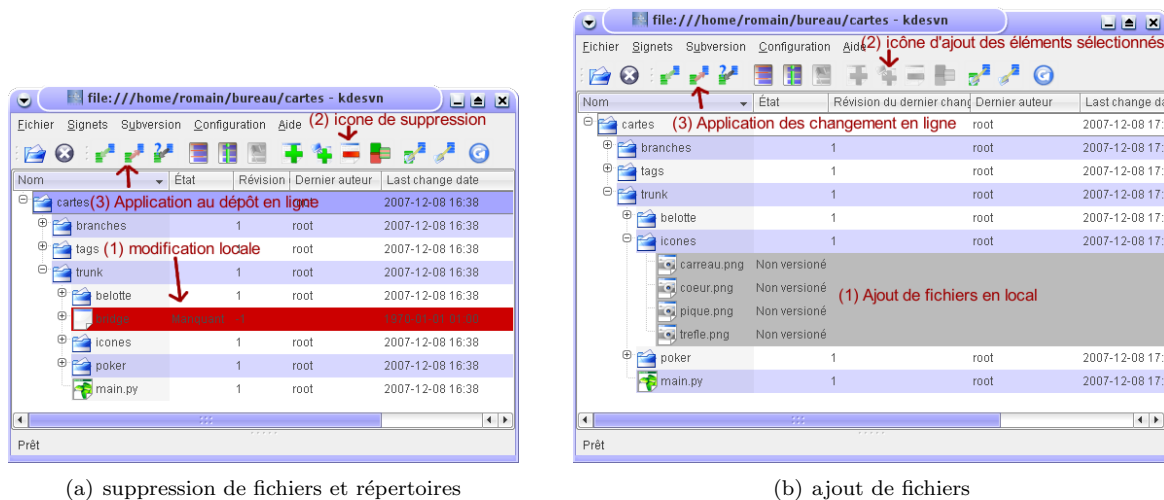 file:///home/romain/bureau/cartes - kdesvn
Fichier Signets Subversion Configuration Aide
(2) icone de suppression
Nom État Révision Dernier auteur Last change date
cartes 2007-12-08 16:38
(3) Application au dépôt en ligne
branches 1 root 2007-12-08 16:38
tags 1 root 2007-12-08 16:38
(1) modification locale
trunk 1 root 2007-12-08 16:38
belotte 1 root 2007-12-08 16:38
bridge Manquant -1 1970-01-01 01:00
icones 1 root 2007-12-08 16:38
poker 1 root 2007-12-08 16:38
main.py 1 root 2007-12-08 16:38
Prêt
(a) suppression de fichiers et répertoires
file:///home/romain/bureau/cartes - kdesvn
Fichier Signets Subversion Configuration Aide
(2) icône d'ajout des éléments sélectionnés
Nom État Révision du dernier chang Dernier auteur Last change da
cartes root 2007-12-08 17:
(3) Application des changement en ligne
branches 1 root 2007-12-08 17:
tags 1 root 2007-12-08 17:
trunk 1 root 2007-12-08 17:
belotte 1 root 2007-12-08 17:
icones 1 root 2007-12-08 17:
carreau.png Non versioné
coeur.png Non versioné
(1) Ajout de fichiers en local
pique.png Non versioné
trefle.png Non versioné
poker 1 root 2007-12-08 17:
main.py 1 root 2007-12-08 17:
Prêt
(b) ajout de fichiers